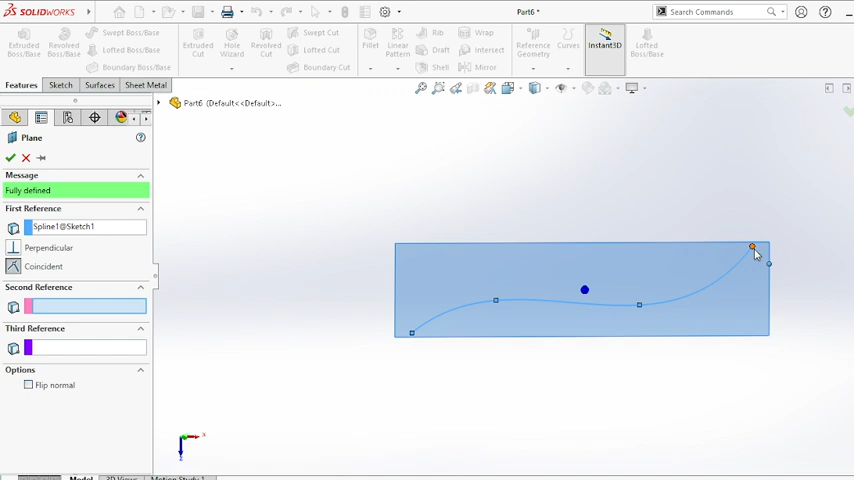 SOLIDWORKS
Part6 *
Search Commands
Extruded Boss/Base
Revolved Boss/Base
Swept Boss/Base
Lofted Boss/Base
Boundary Boss/Base
Extruded Cut
Hole Wizard
Revolved Cut
Swept Cut
Lofted Cut
Boundary Cut
Fillet
Linear Pattern
Rib
Draft
Shell
Wrap
Intersect
Mirror
Reference Geometry
Curves
Instant3D
Lofted Boss/Base
Features
Sketch
Surfaces
Sheet Metal
Part6 (Default<<Default>...
Plane
Message
Fully defined
First Reference
Spline1@Sketch1
Perpendicular
Coincident
Second Reference
Third Reference
Options
Flip normal
x
z
Model
3D Views
Motion Study 1